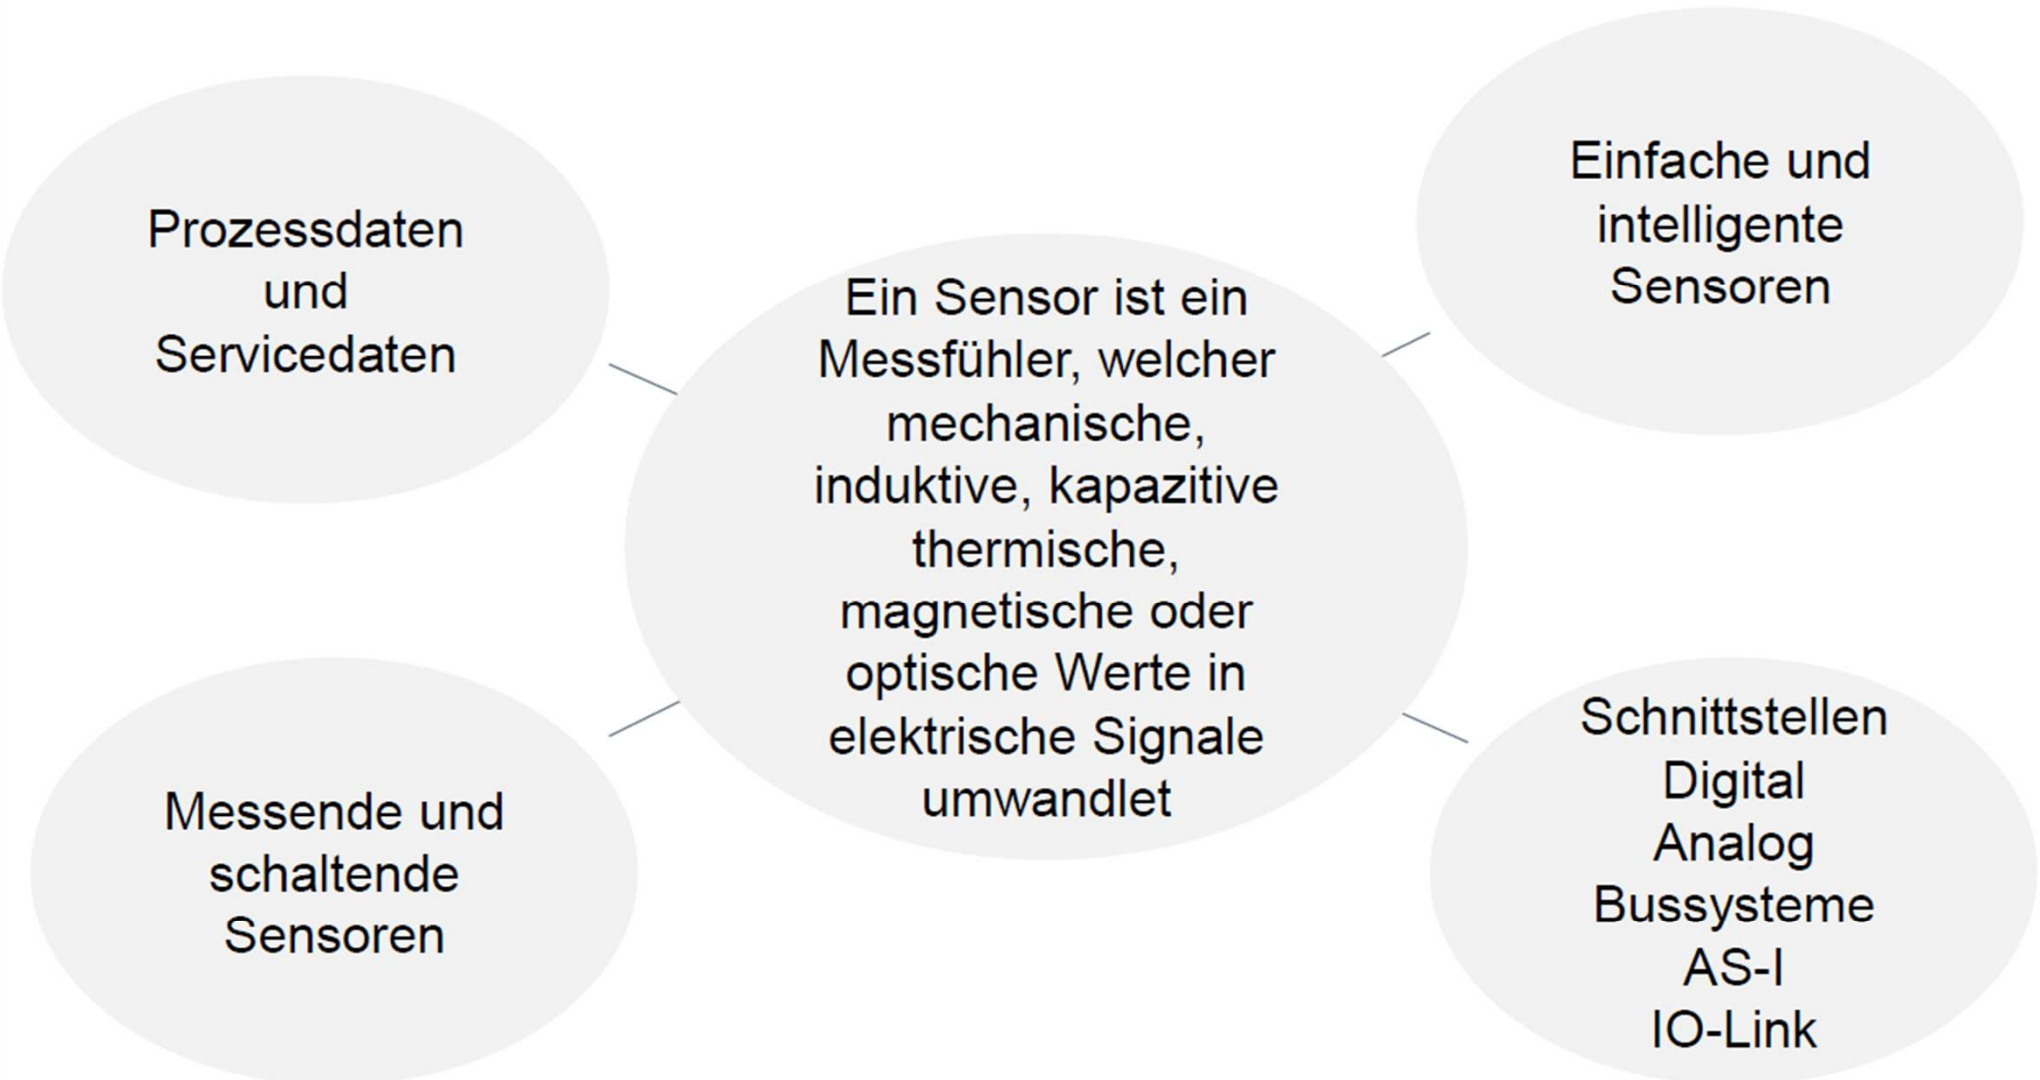 Prozessdaten
und
Servicedaten
Einfache und
intelligente
Sensoren
Ein Sensor ist ein
Messfühler, welcher
mechanische,
induktive, kapazitive
thermische,
magnetische oder
optische Werte in
elektrische Signale
umwandlet
Messende und
schaltende
Sensoren
Schnittstellen
Digital
Analog
Bussysteme
AS-I
IO-Link